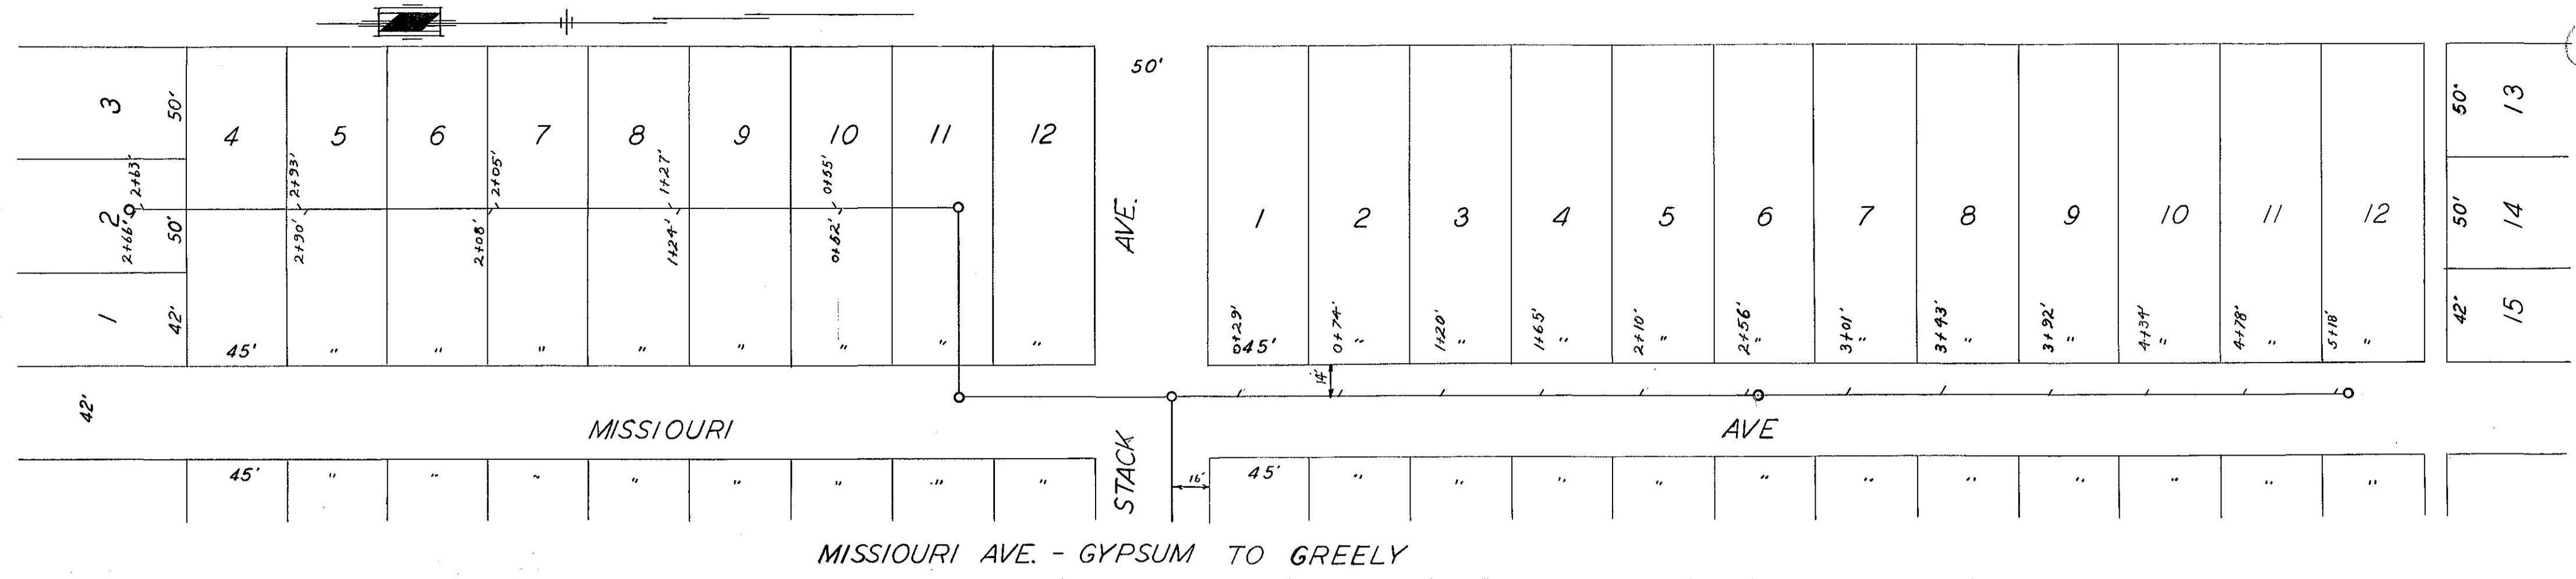 50'
3 50' 4 5 6 7 8 9 10 11 12
2+63' 2+93' 2+05' 1+27' 0+55'
2 50'
2+66' 2+90' 2+08' 1+24' 0+52'
1 42'
45' " " " " " " " "
AVE.
1 2 3 4 5 6 7 8 9 10 11 12
0+29' 0+74' 1+20' 1+65' 2+10' 2+56' 3+01' 3+43' 3+92' 4+34' 4+78' 5+18'
45' " " " " " " " " " " "
50' 13
50' 14
42' 15
14'
42'
MISSIOURI AVE
STACK
45' " " " " " " " "
16'
45' " " " " " " " " " " "
MISSIOURI AVE. - GYPSUM TO GREELY